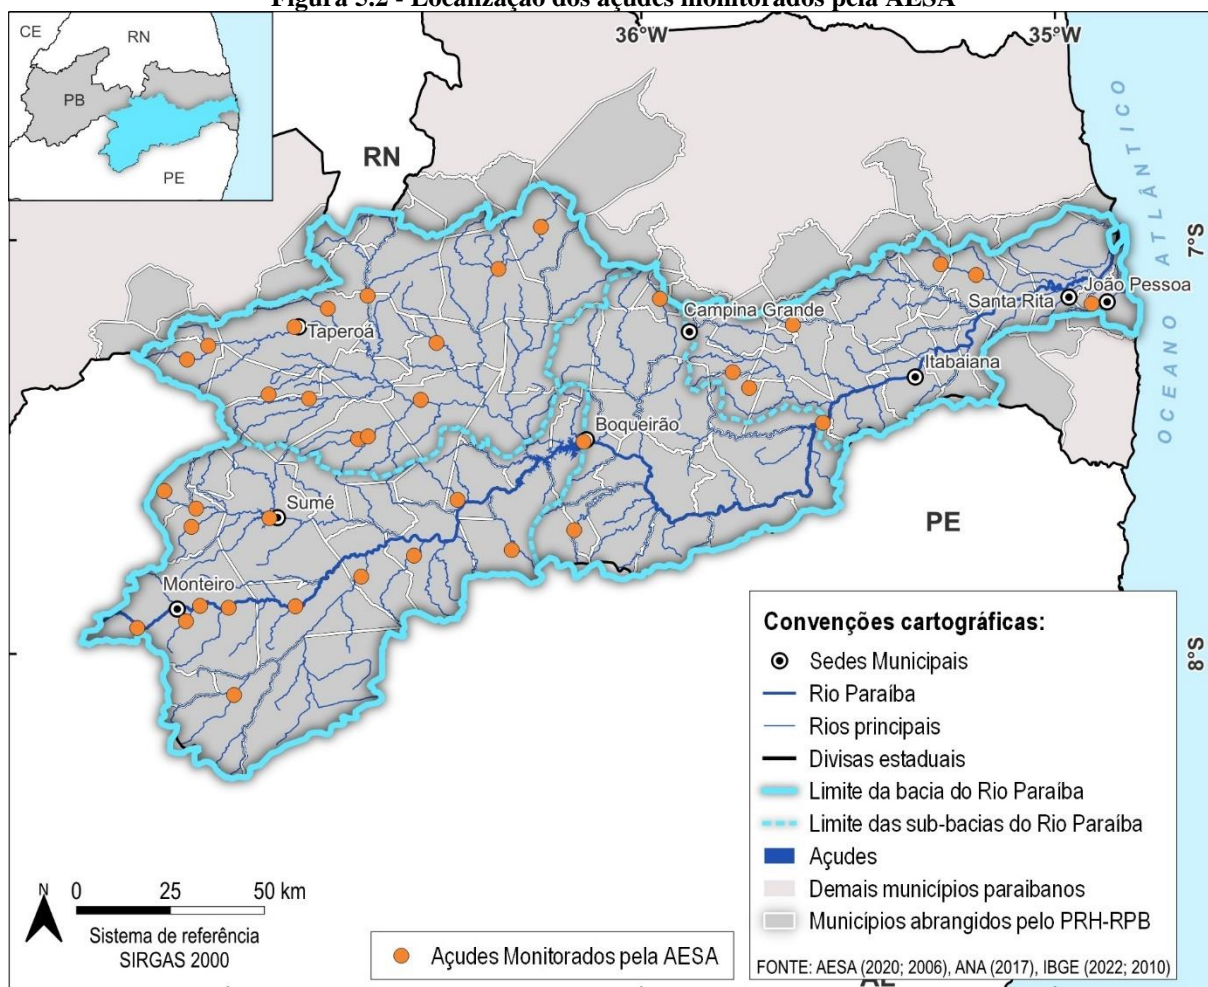 Figura 3.2 - Localização dos açudes monitorados pela AESA
36°W
35°W
CE
RN
PB
PE
RN
OCEANO ATLÂNTICO
7°S
João Pessoa
Santa Rita
Campina Grande
Taperoá
Itabaiana
Boqueirão
Sumé
PE
Monteiro
8°S
Convenções cartográficas:
Sedes Municipais
Rio Paraíba
Rios principais
Divisas estaduais
Limite da bacia do Rio Paraíba
Limite das sub-bacias do Rio Paraíba
Açudes
Demais municípios paraibanos
Municípios abrangidos pelo PRH-RPB
N
0 25 50 km
Sistema de referência
SIRGAS 2000
Açudes Monitorados pela AESA
FONTE: AESA (2020; 2006), ANA (2017), IBGE (2022; 2010)